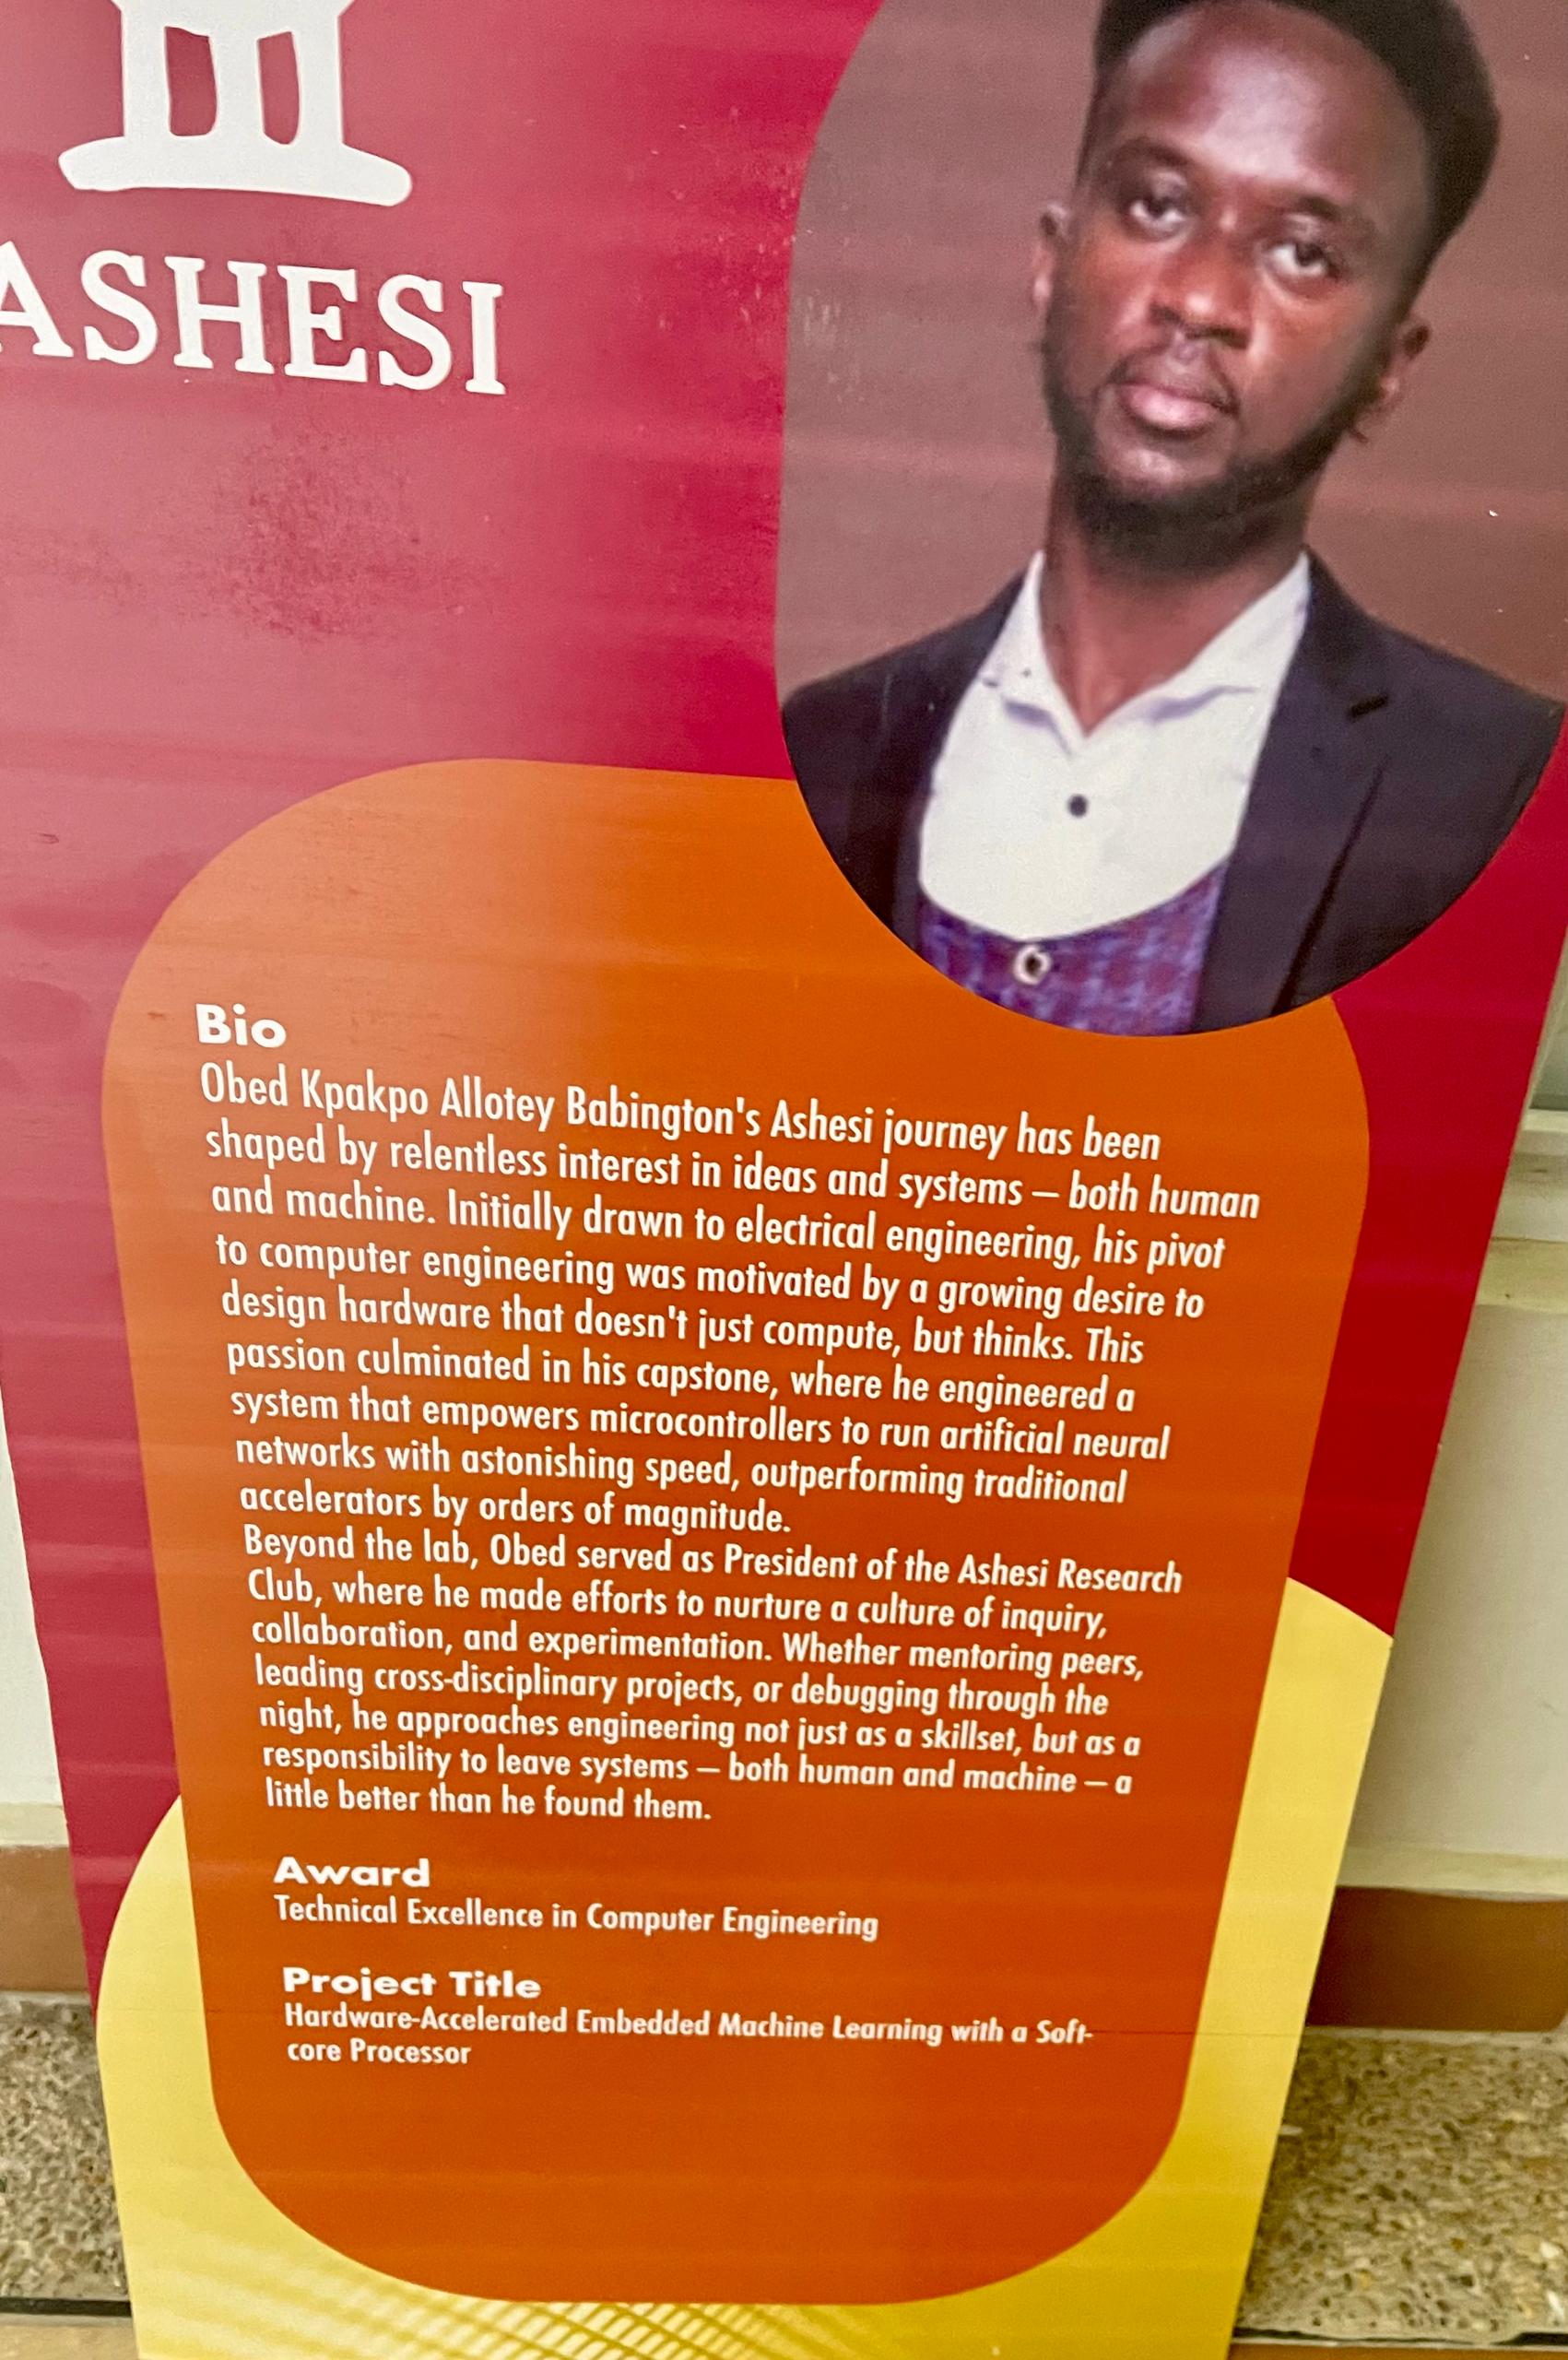 ASHESI
Bio
Obed Kpakpo Allotey Babington's Ashesi journey has been
shaped by relentless interest in ideas and systems – both human
and machine. Initially drawn to electrical engineering, his pivot
to computer engineering was motivated by a growing desire to
design hardware that doesn't just compute, but thinks. This
passion culminated in his capstone, where he engineered a
system that empowers microcontrollers to run artificial neural
networks with astonishing speed, outperforming traditional
accelerators by orders of magnitude.
Beyond the lab, Obed served as President of the Ashesi Research
Club, where he made efforts to nurture a culture of inquiry,
collaboration, and experimentation. Whether mentoring peers,
leading cross-disciplinary projects, or debugging through the
night, he approaches engineering not just as a skillset, but as a
responsibility to leave systems – both human and machine – a
little better than he found them.
Award
Technical Excellence in Computer Engineering
Project Title
Hardware-Accelerated Embedded Machine Learning with a Soft-
core Processor